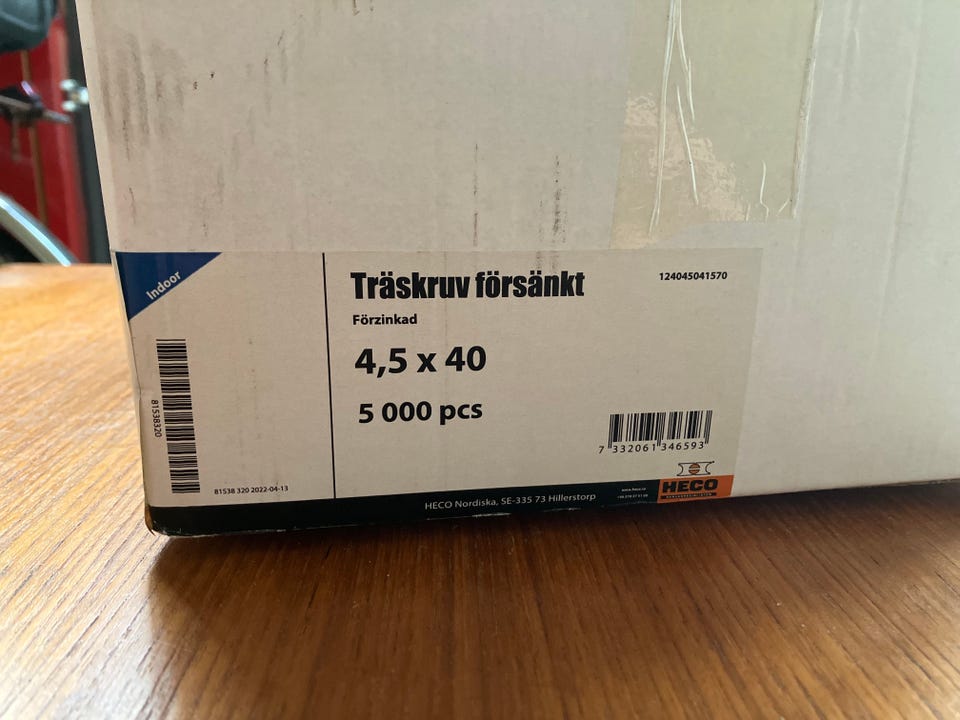 Indoor
Träskruv försänkt
124045041570
Förzinkad
4,5 x 40
5 000 pcs
81538320
7 332061 346593
81538 320 2022-04-13
HECO
HECO Nordiska, SE-335 73 Hillerstorp